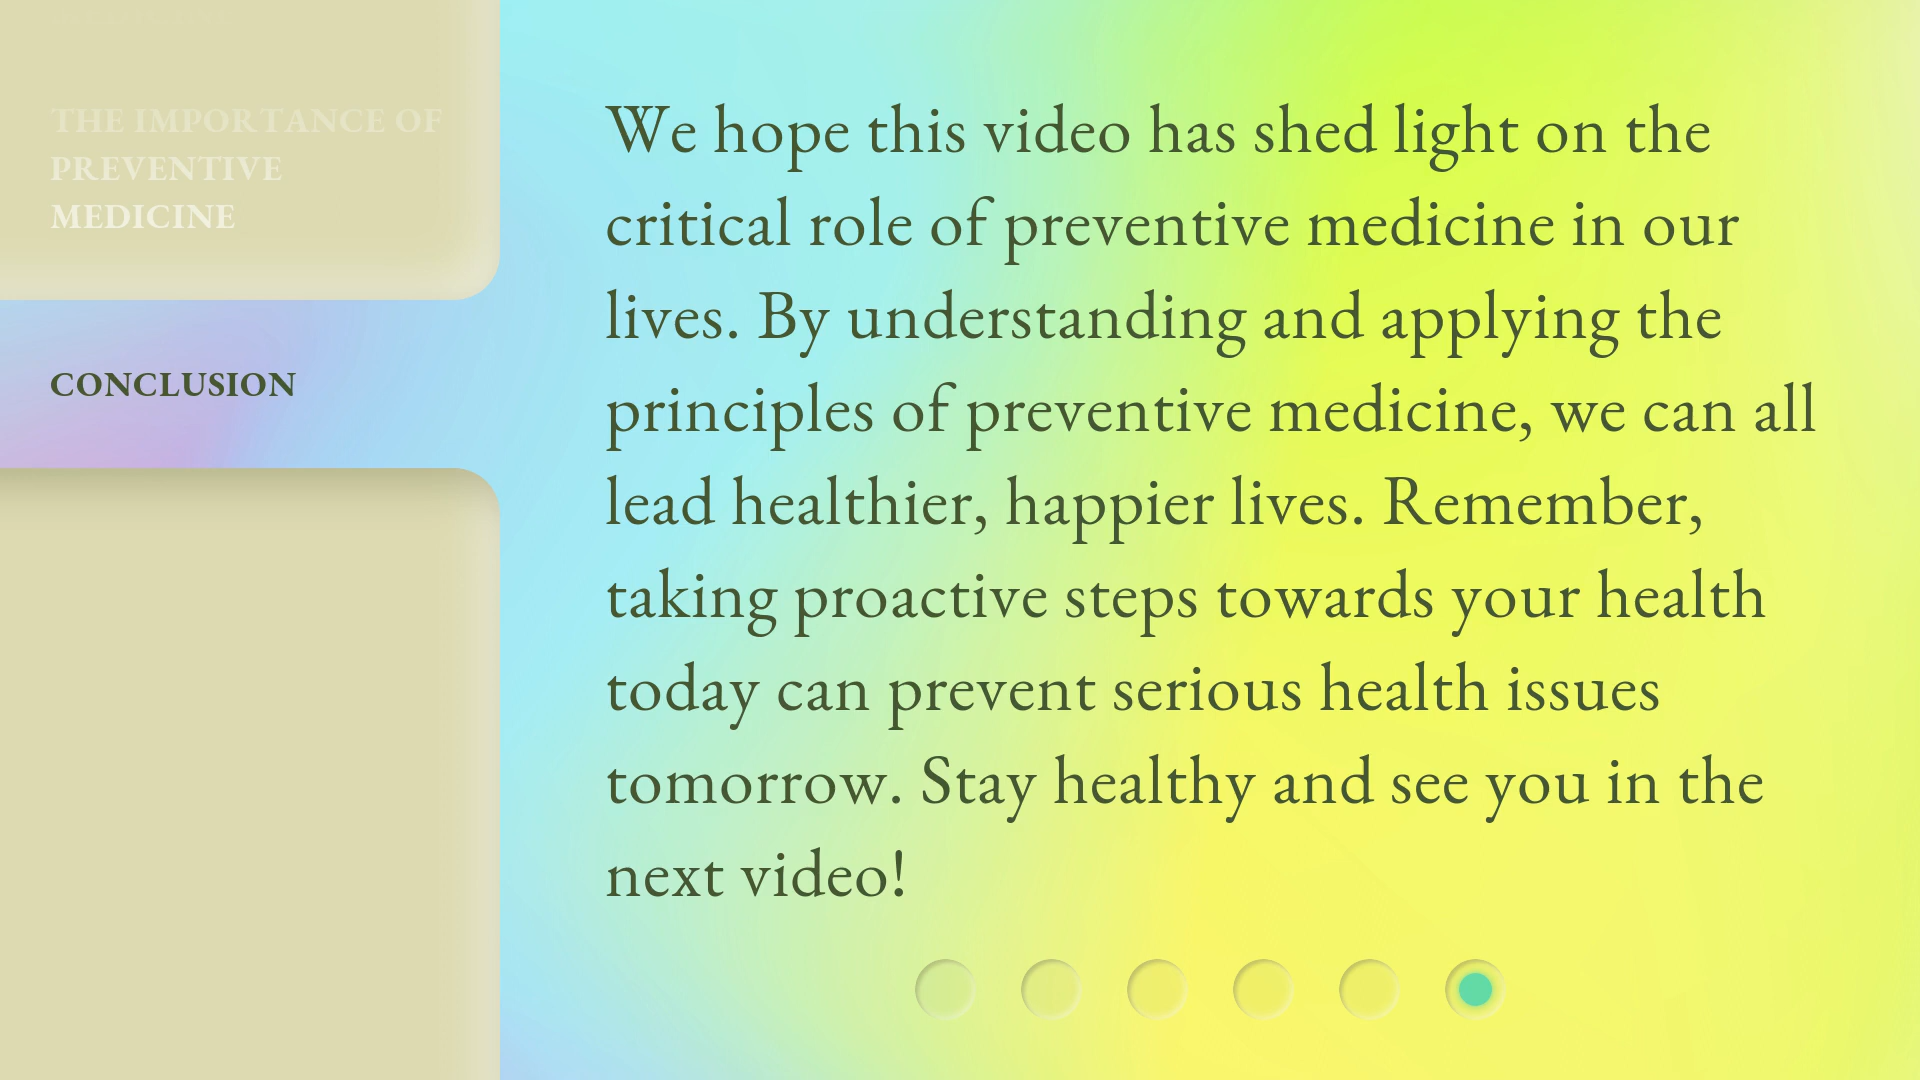 THE IMPORTANCE OF
PREVENTIVE
MEDICINE
CONCLUSION
We hope this video has shed light on the
critical role of preventive medicine in our
lives. By understanding and applying the
principles of preventive medicine, we can all
lead healthier, happier lives. Remember,
taking proactive steps towards your health
today can prevent serious health issues
tomorrow. Stay healthy and see you in the
next video!